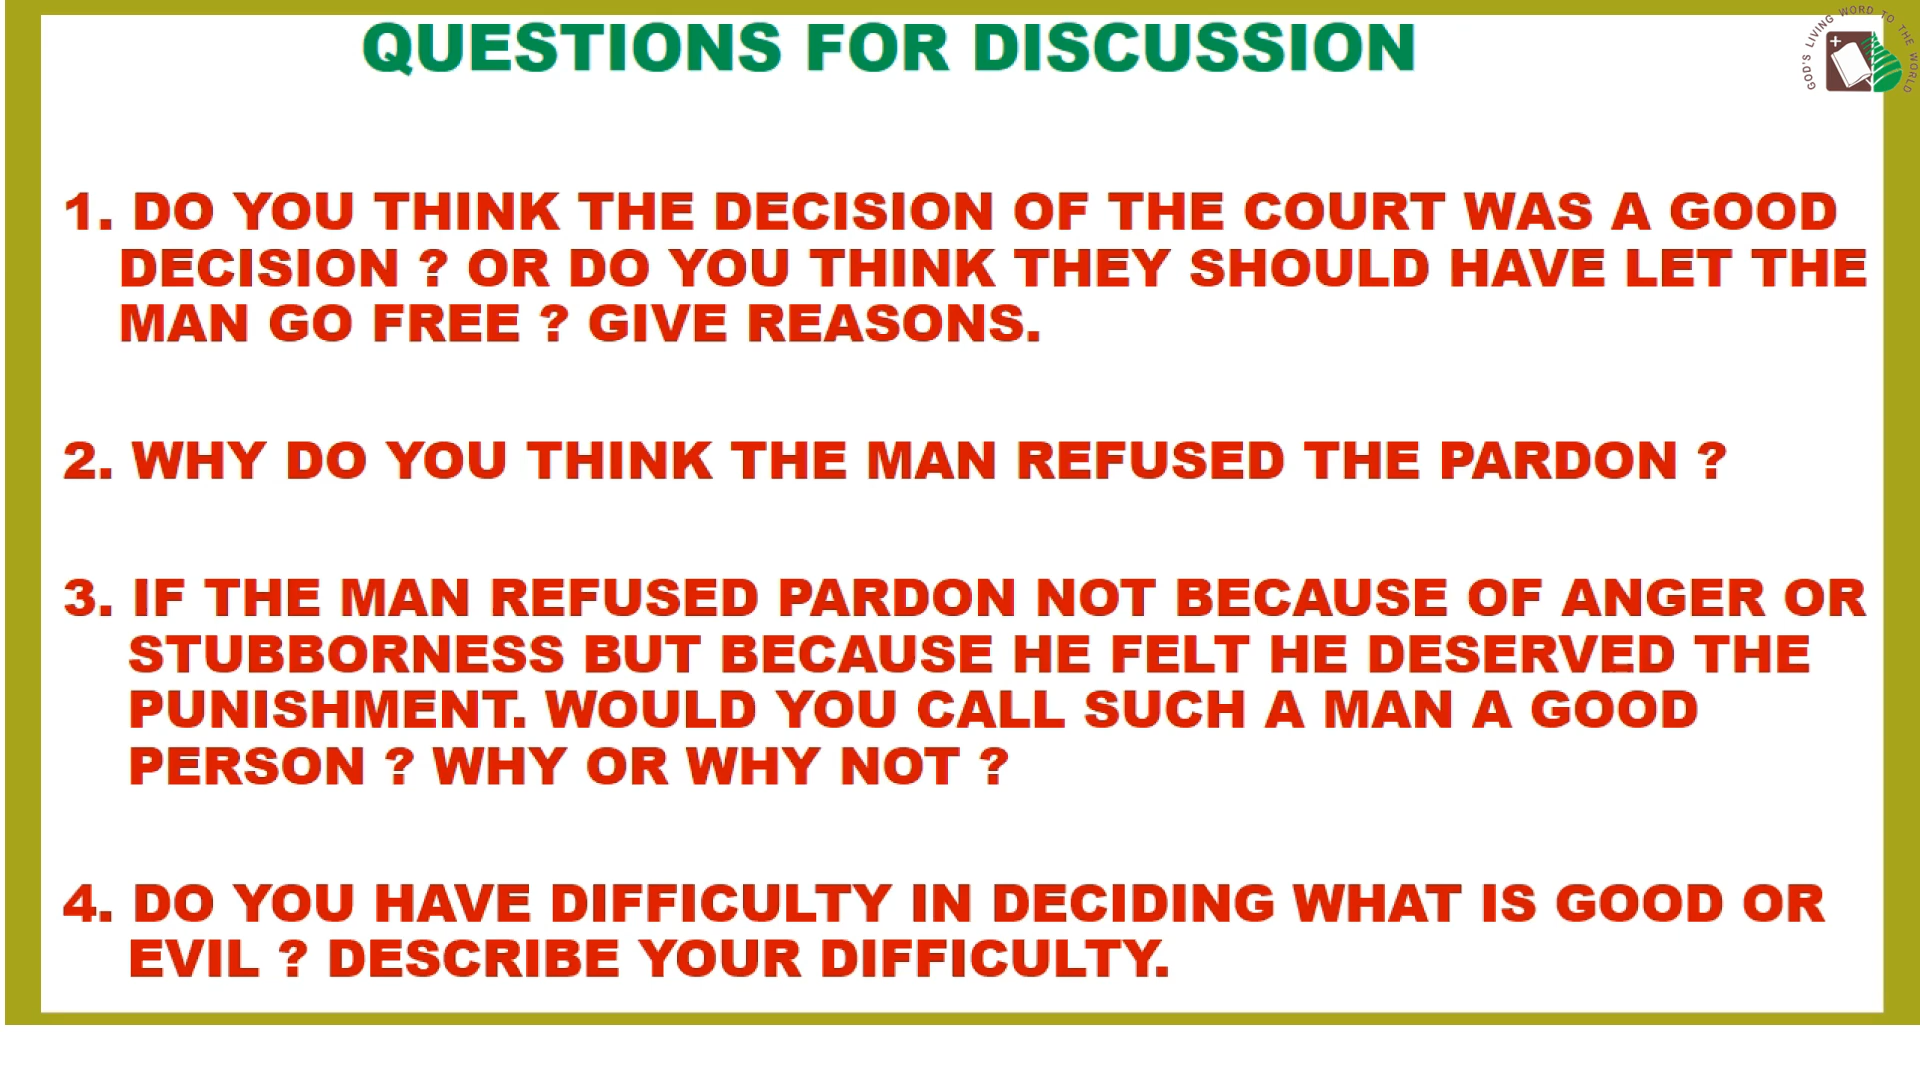 QUESTIONS FOR DISCUSSION
GOD'S LIVING WORD TO THE WORLD
1. DO YOU THINK THE DECISION OF THE COURT WAS A GOOD
DECISION ? OR DO YOU THINK THEY SHOULD HAVE LET THE
MAN GO FREE ? GIVE REASONS.
2. WHY DO YOU THINK THE MAN REFUSED THE PARDON ?
3. IF THE MAN REFUSED PARDON NOT BECAUSE OF ANGER OR
STUBBORNESS BUT BECAUSE HE FELT HE DESERVED THE
PUNISHMENT. WOULD YOU CALL SUCH A MAN A GOOD
PERSON ? WHY OR WHY NOT ?
4. DO YOU HAVE DIFFICULTY IN DECIDING WHAT IS GOOD OR
EVIL ? DESCRIBE YOUR DIFFICULTY.